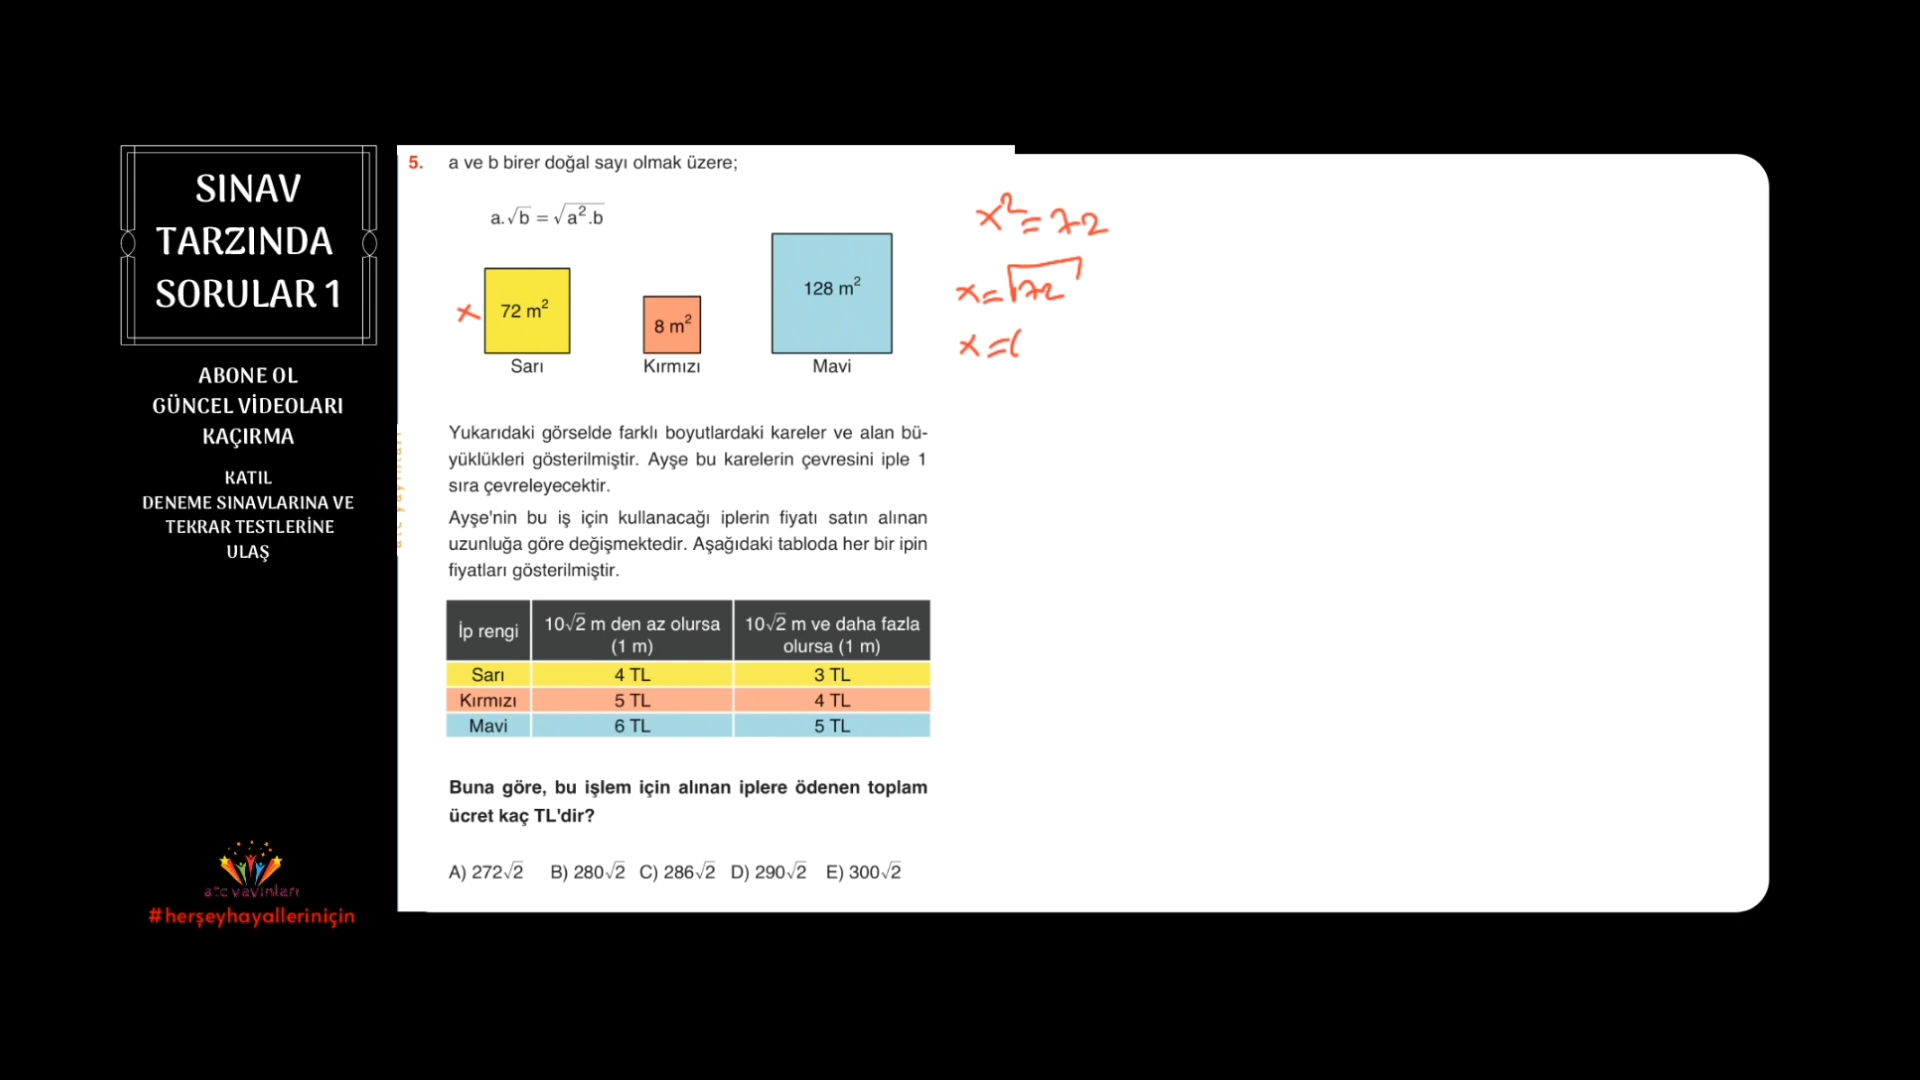 SINAV
TARZINDA
SORULAR 1
ABONE OL
GÜNCEL VİDEOLARI
KAÇIRMA
KATIL
DENEME SINAVLARINA VE
TEKRAR TESTLERİNE
ULAŞ
atc yayınları
#herşeyhayalleriniçin
5. a ve b birer doğal sayı olmak üzere;
a.√b = √a².b
x
72 m²
8 m²
128 m²
Sarı
Kırmızı
Mavi
Yukarıdaki görselde farklı boyutlardaki kareler ve alan bü-
yüklükleri gösterilmiştir. Ayşe bu karelerin çevresini iple 1
sıra çevreleyecektir.
Ayşe'nin bu iş için kullanacağı iplerin fiyatı satın alınan
uzunluğa göre değişmektedir. Aşağıdaki tabloda her bir ipin
fiyatları gösterilmiştir.
İp rengi 10√2 m den az olursa (1 m) 10√2 m ve daha fazla olursa (1 m)
Sarı 4 TL 3 TL
Kırmızı 5 TL 4 TL
Mavi 6 TL 5 TL
Buna göre, bu işlem için alınan iplere ödenen toplam
ücret kaç TL'dir?
A) 272√2 B) 280√2 C) 286√2 D) 290√2 E) 300√2
x² = 72
x = √72
x = (